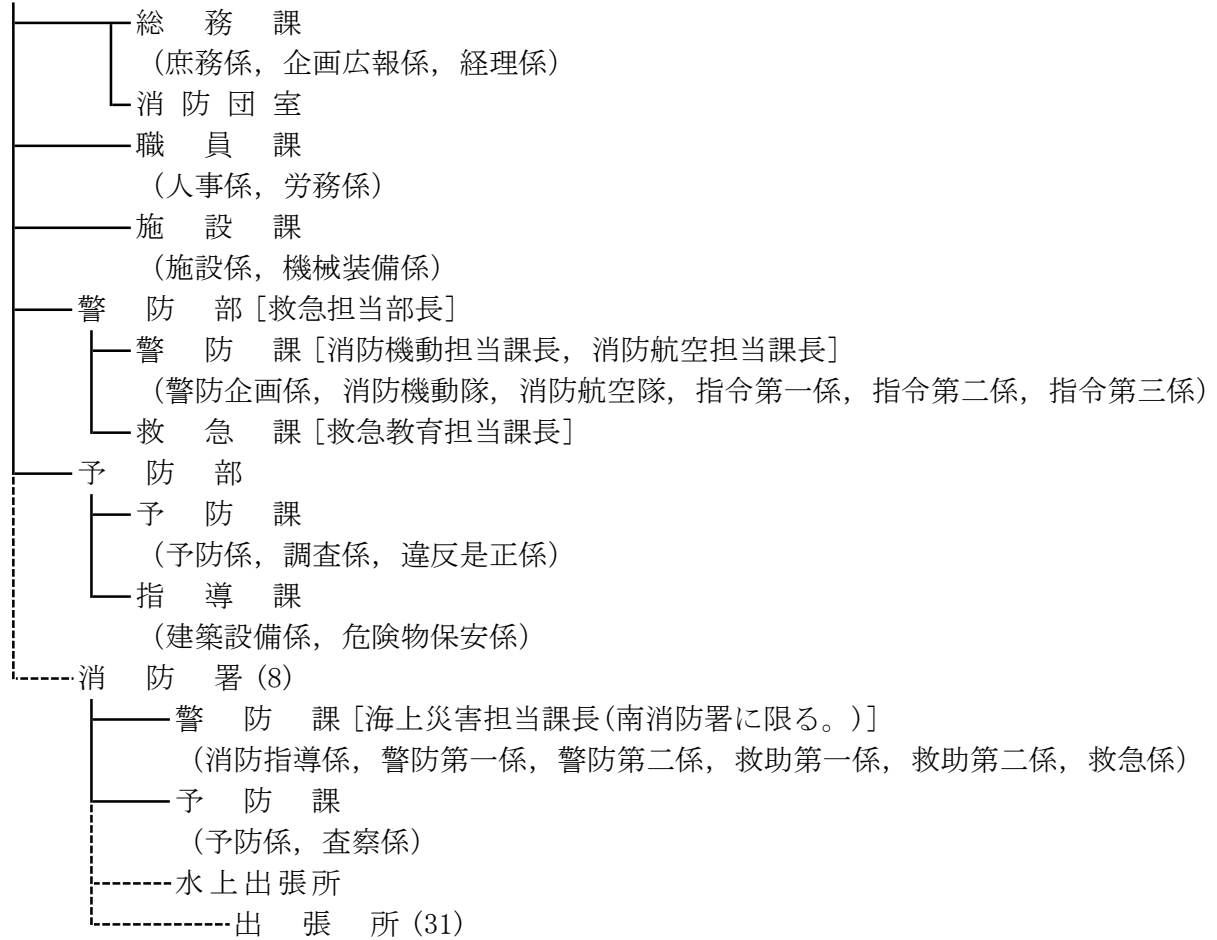 総　務　課
（庶務係，企画広報係，経理係）
消 防 団 室
職　員　課
（人事係，労務係）
施　設　課
（施設係，機械装備係）
警　防　部［救急担当部長］
警　防　課［消防機動担当課長，消防航空担当課長］
（警防企画係，消防機動隊，消防航空隊，指令第一係，指令第二係，指令第三係）
救　急　課［救急教育担当課長］
予　防　部
予　防　課
（予防係，調査係，違反是正係）
指　導　課
（建築設備係，危険物保安係）
消　防　署（8）
警　防　課［海上災害担当課長（南消防署に限る。）］
（消防指導係，警防第一係，警防第二係，救助第一係，救助第二係，救急係）
予　防　課
（予防係，査察係）
水上出張所
出　張　所（31）